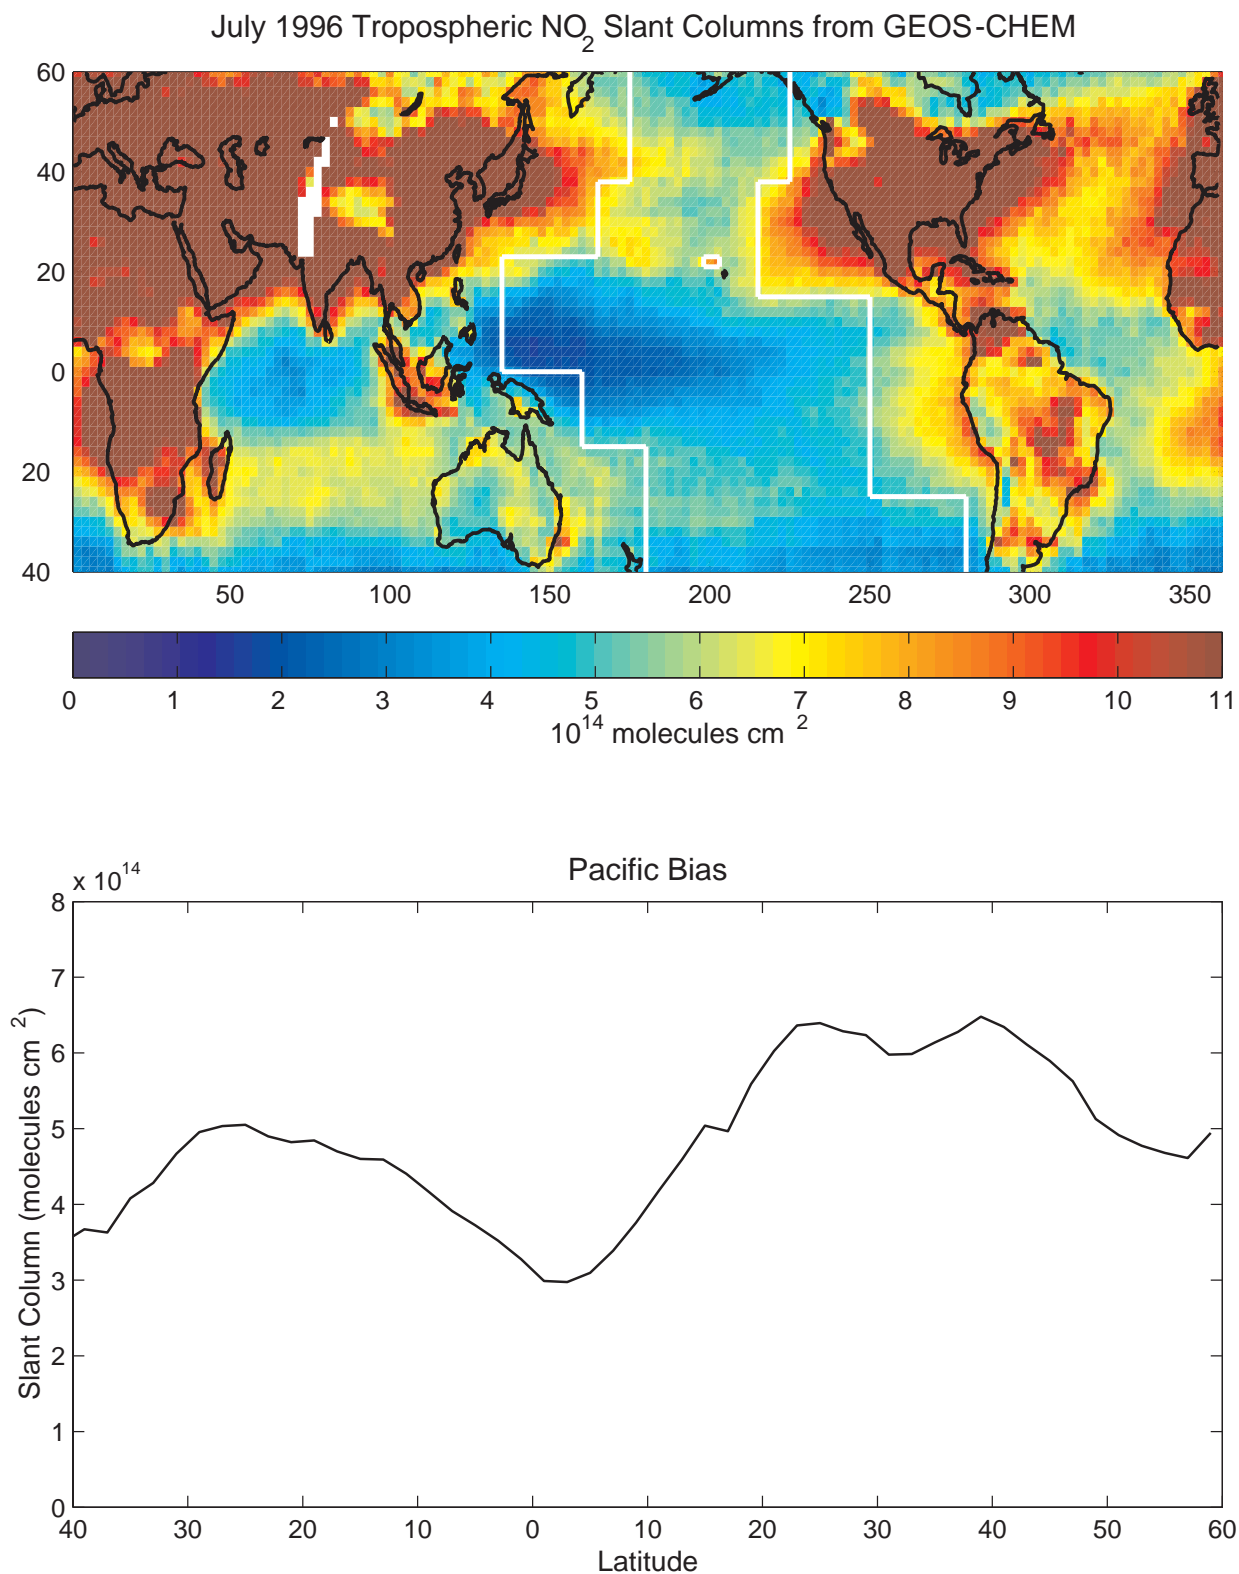 July 1996 Tropospheric NO2 Slant Columns from GEOS-CHEM
60
40
20
0
20
40
50 100 150 200 250 300 350
0 1 2 3 4 5 6 7 8 9 10 11
10^14 molecules cm 2
Pacific Bias
x 10^14
8
7
6
5
4
3
2
1
0
Slant Column (molecules cm 2)
40 30 20 10 0 10 20 30 40 50 60
Latitude